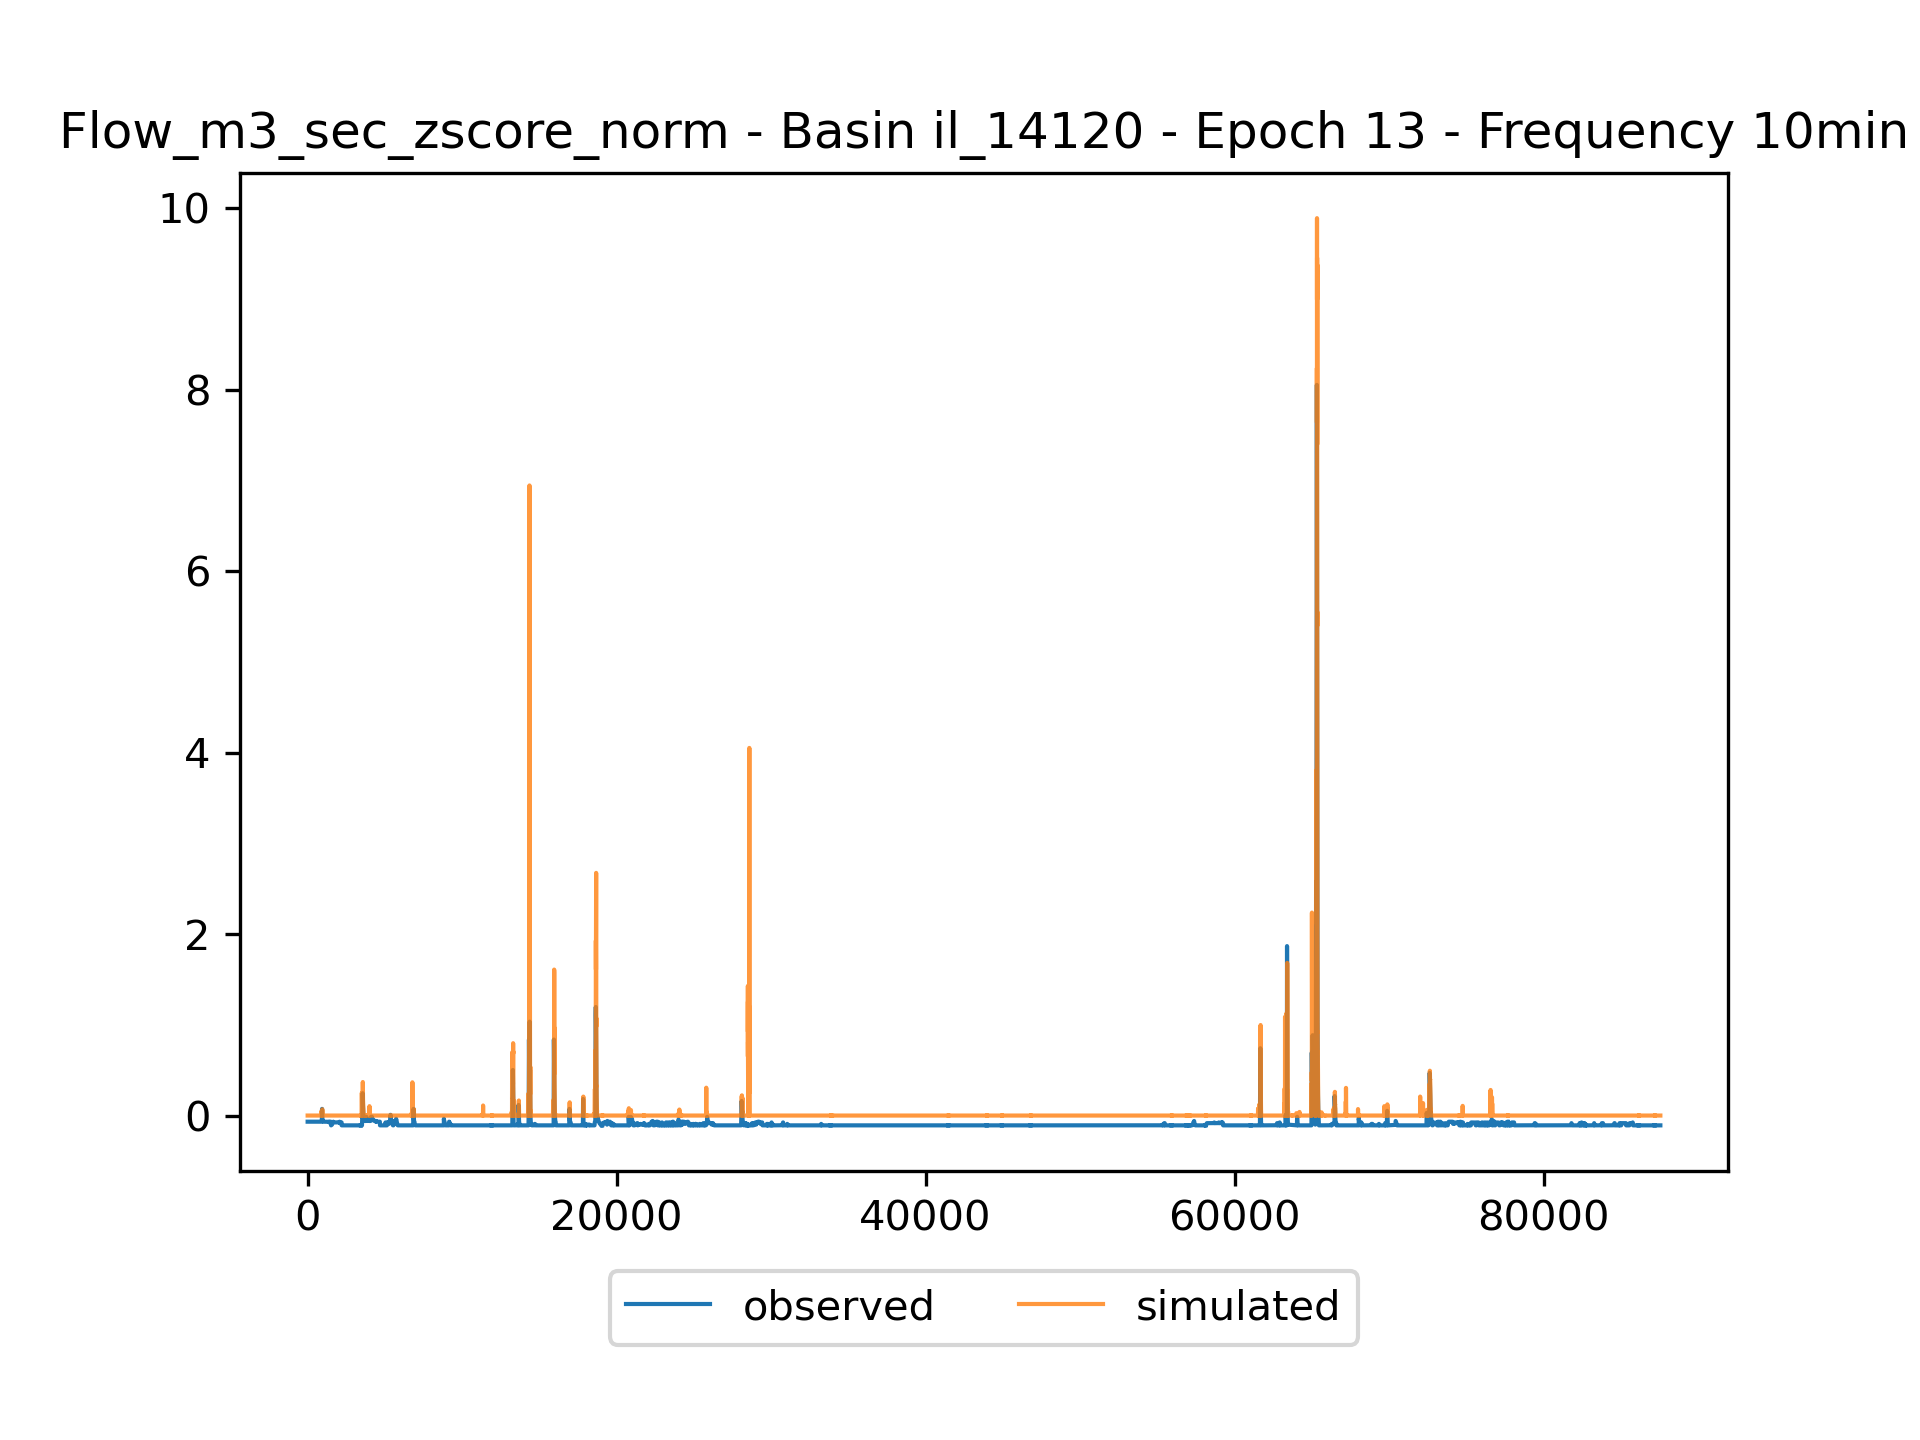 Flow_m3_sec_zscore_norm - Basin il_14120 - Epoch 13 - Frequency 10min
10
8
6
4
2
0
0 20000 40000 60000 80000
observed simulated